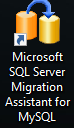 Microsoft
SQL Server
Migration
Assistant for
MySQL